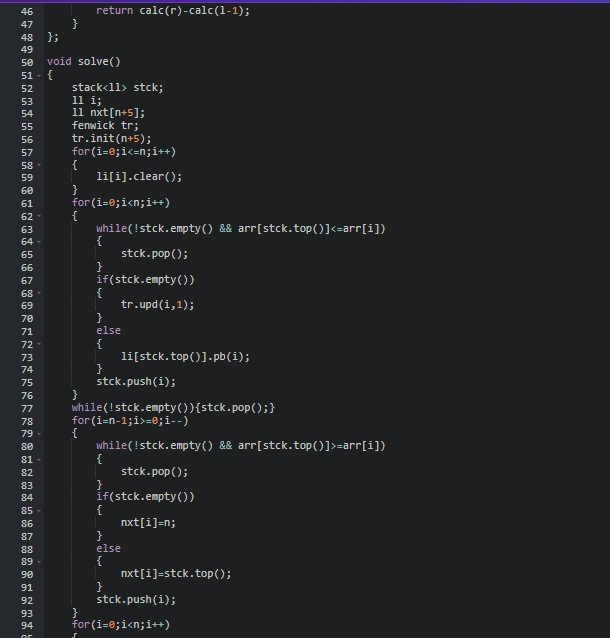 46 return calc(r)-calc(l-1);
47 }
48 };
49
50 void solve()
51 {
52 stack<ll> stck;
53 ll i;
54 ll nxt[n+5];
55 fenwick tr;
56 tr.init(n+5);
57 for(i=0;i<=n;i++)
58 {
59 li[i].clear();
60 }
61 for(i=0;i<n;i++)
62 {
63 while(!stck.empty() && arr[stck.top()]<=arr[i])
64 {
65 stck.pop();
66 }
67 if(stck.empty())
68 {
69 tr.upd(i,1);
70 }
71 else
72 {
73 li[stck.top()].pb(i);
74 }
75 stck.push(i);
76 }
77 while(!stck.empty()){stck.pop();}
78 for(i=n-1;i>=0;i--)
79 {
80 while(!stck.empty() && arr[stck.top()]>=arr[i])
81 {
82 stck.pop();
83 }
84 if(stck.empty())
85 {
86 nxt[i]=n;
87 }
88 else
89 {
90 nxt[i]=stck.top();
91 }
92 stck.push(i);
93 }
94 for(i=0;i<n;i++)
95 {